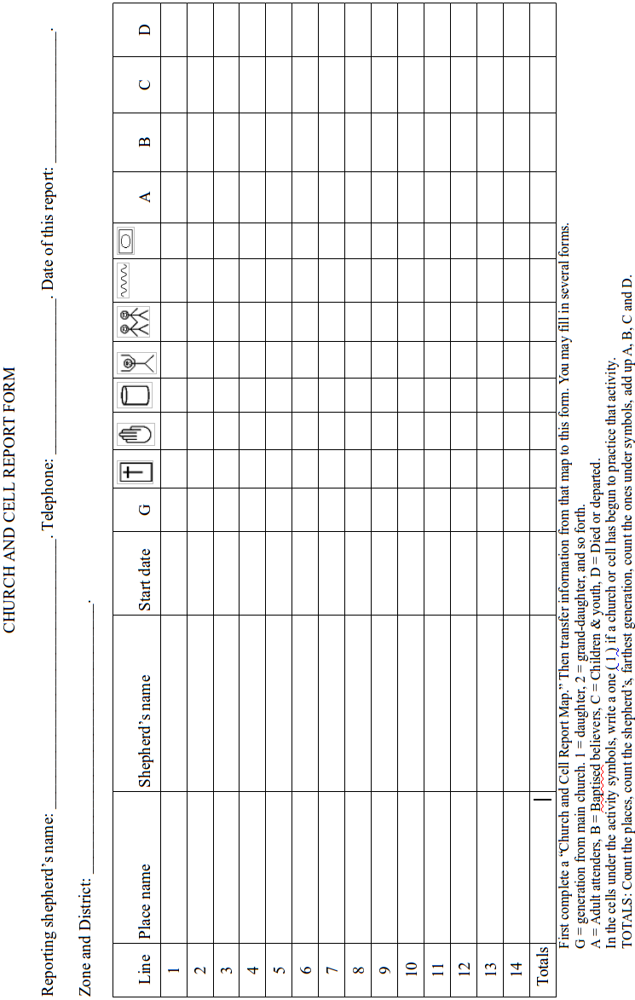 CHURCH AND CELL REPORT FORM
Reporting shepherd's name: ____________________. Telephone: ____________________. Date of this report: ____________________.
Zone and District: ____________________.
Line Place name Shepherd's name Start date G A B C D
1
2
3
4
5
6
7
8
9
10
11
12
13
14
Totals
First complete a “Church and Cell Report Map.” Then transfer information from that map to this form. You may fill in several forms.
G = generation from main church. 1 = daughter, 2 = grand-daughter, and so forth.
A = Adult attenders, B = Baptised believers, C = Children & youth, D = Died or departed.
In the cells under the activity symbols, write a one ( 1 ) if a church or cell has begun to practice that activity.
TOTALS: Count the places, count the shepherd's, farthest generation, count the ones under symbols, add up A, B, C and D.